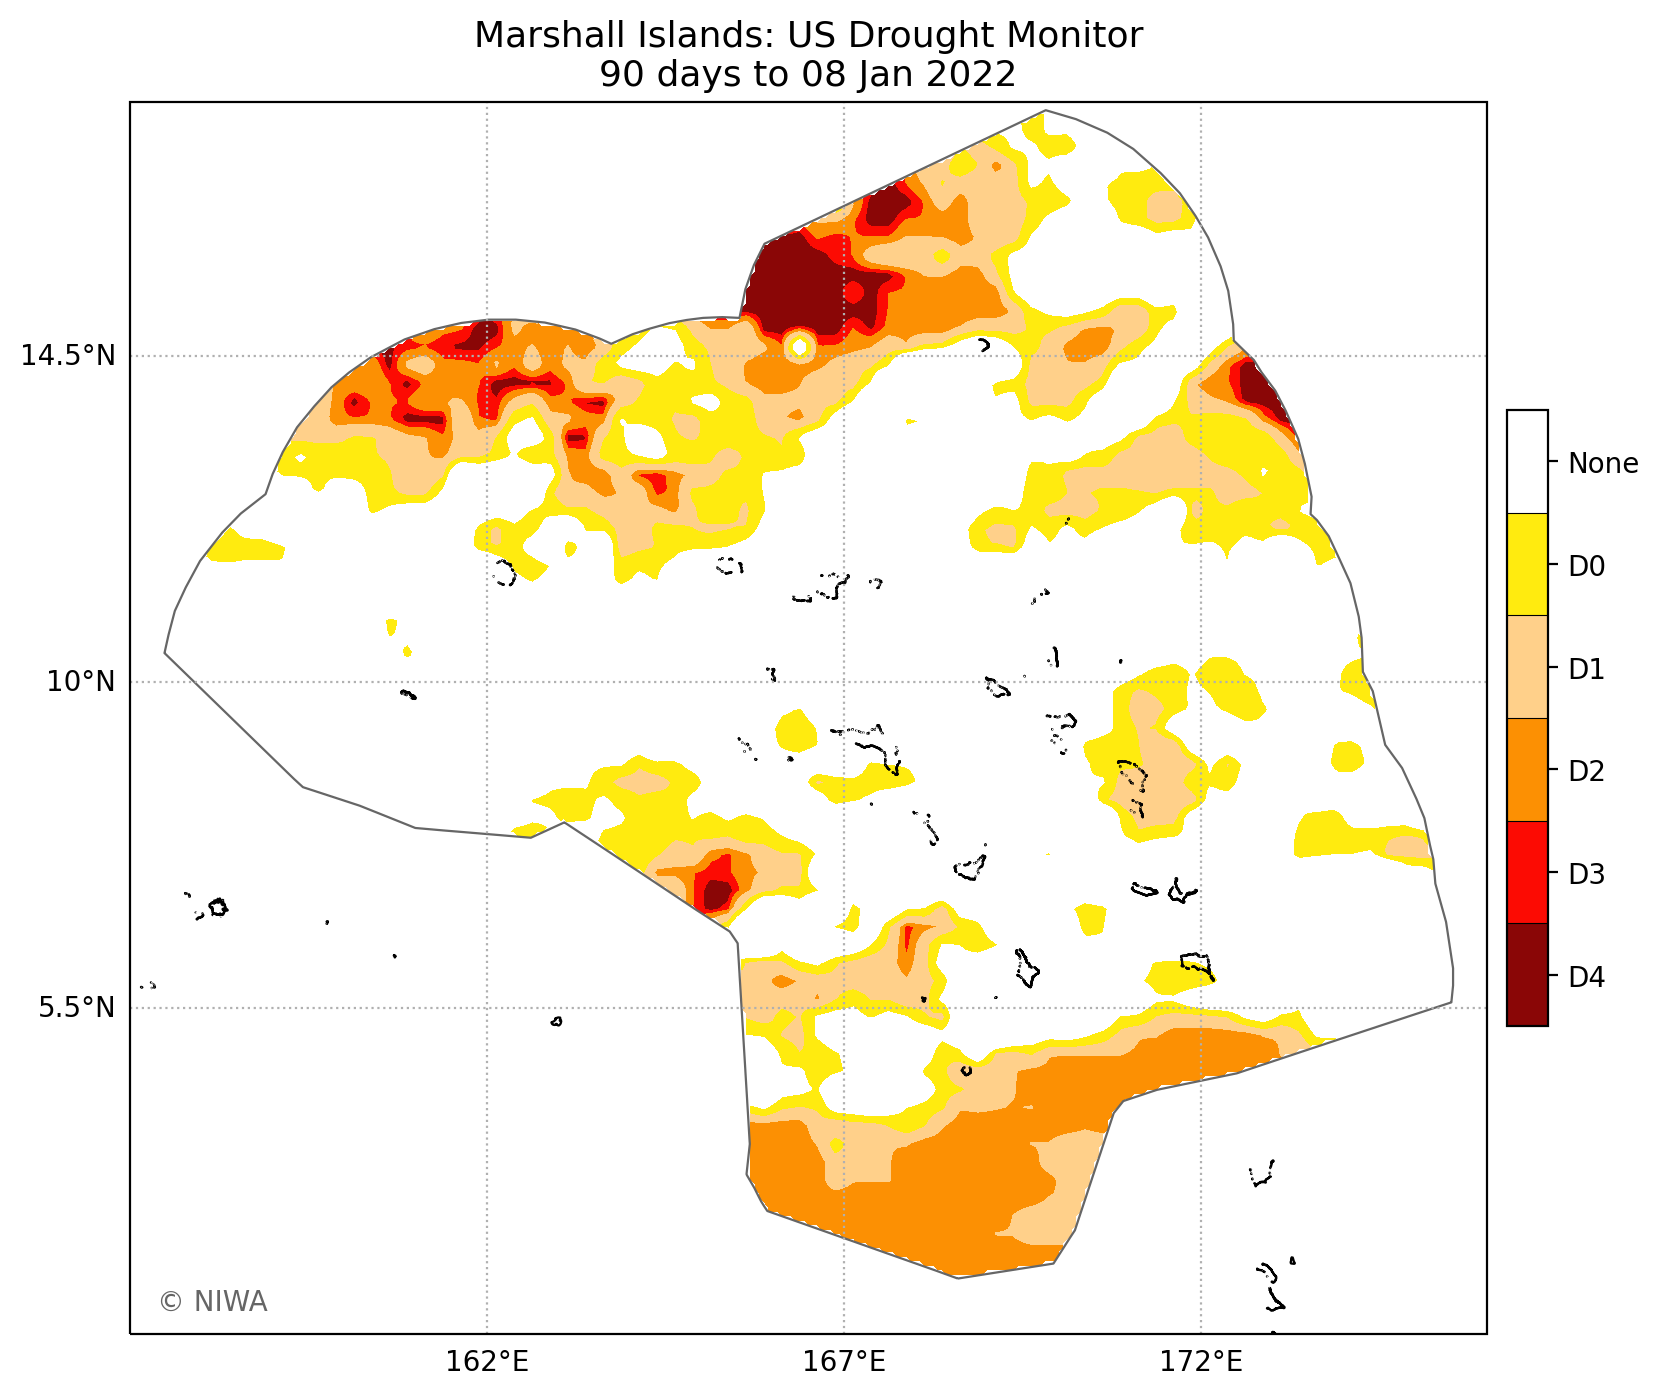 Marshall Islands: US Drought Monitor
90 days to 08 Jan 2022
14.5°N
10°N
5.5°N
162°E
167°E
172°E
None
D0
D1
D2
D3
D4
© NIWA